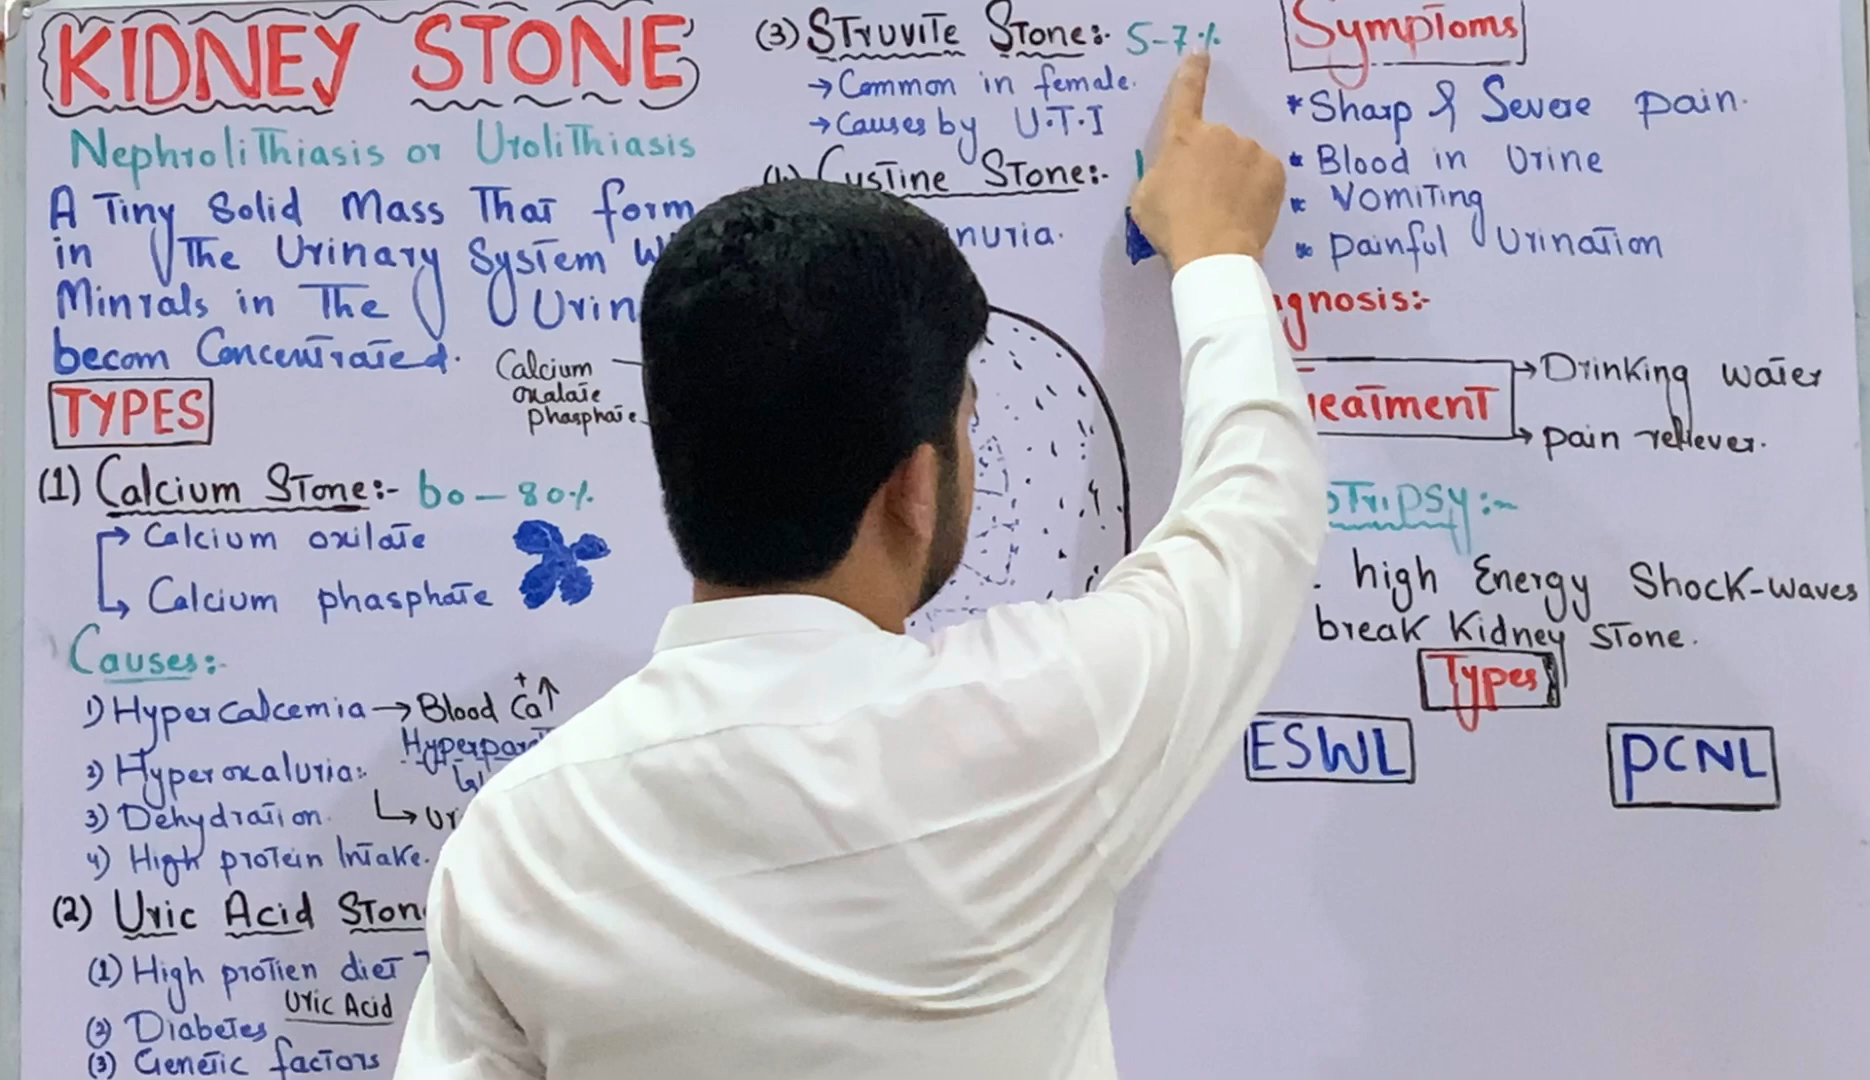 KIDNEY STONE
Nephrolithiasis or Urolithiasis
A Tiny Solid Mass That form
in The Urinary System
Minrals in The Urin
becom Concentrated.
TYPES
Calcium
oxalate
phasphate
(1) Calcium Stone:- 60-80%
→ Calcium oxilate
→ Calcium phasphate
Causes:-
1) Hypercalcemia → Blood Ca+↑
2) Hyperoxaluria:
3) Dehydration.
4) High protein Intake.
(2) Uric Acid Ston
(1) High protien diet
Uric Acid
(2) Diabetes
(3) Genetic factors
(3) Struvite Stone:- 5-7%
→ Common in female.
→ Causes by U.T.I
Stone:-
nuria.
Symptoms
* Sharp & Severe pain.
* Blood in Urine
* Vomiting
* Painful Urination
gnosis:-
eatment
→ Drinking water
→ pain reliever.
Tripsy:-
high Energy Shock-waves
break Kidney Stone.
Types
ESWL
PCNL